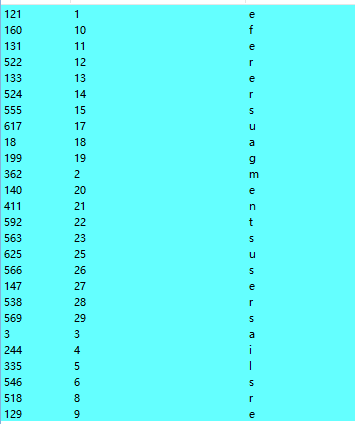 121 1 e
160 10 f
131 11 e
522 12 r
133 13 e
524 14 r
555 15 s
617 17 u
18 18 a
199 19 g
362 2 m
140 20 e
411 21 n
592 22 t
563 23 s
625 25 u
566 26 s
147 27 e
538 28 r
569 29 s
3 3 a
244 4 i
335 5 l
546 6 s
518 8 r
129 9 e